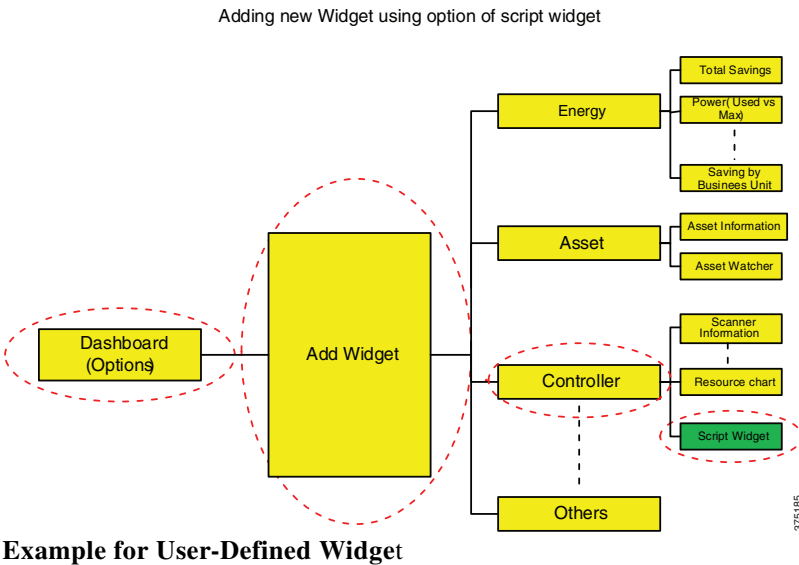 Adding new Widget using option of script widget
Total Savings
Energy
Power( Used vs
Max)
Saving by
Businees Unit
Asset
Asset Information
Asset Watcher
Dashboard
(Options)
Add Widget
Scanner
Information
Controller
Resource chart
Script Widget
Others
375185
Example for User-Defined Widget